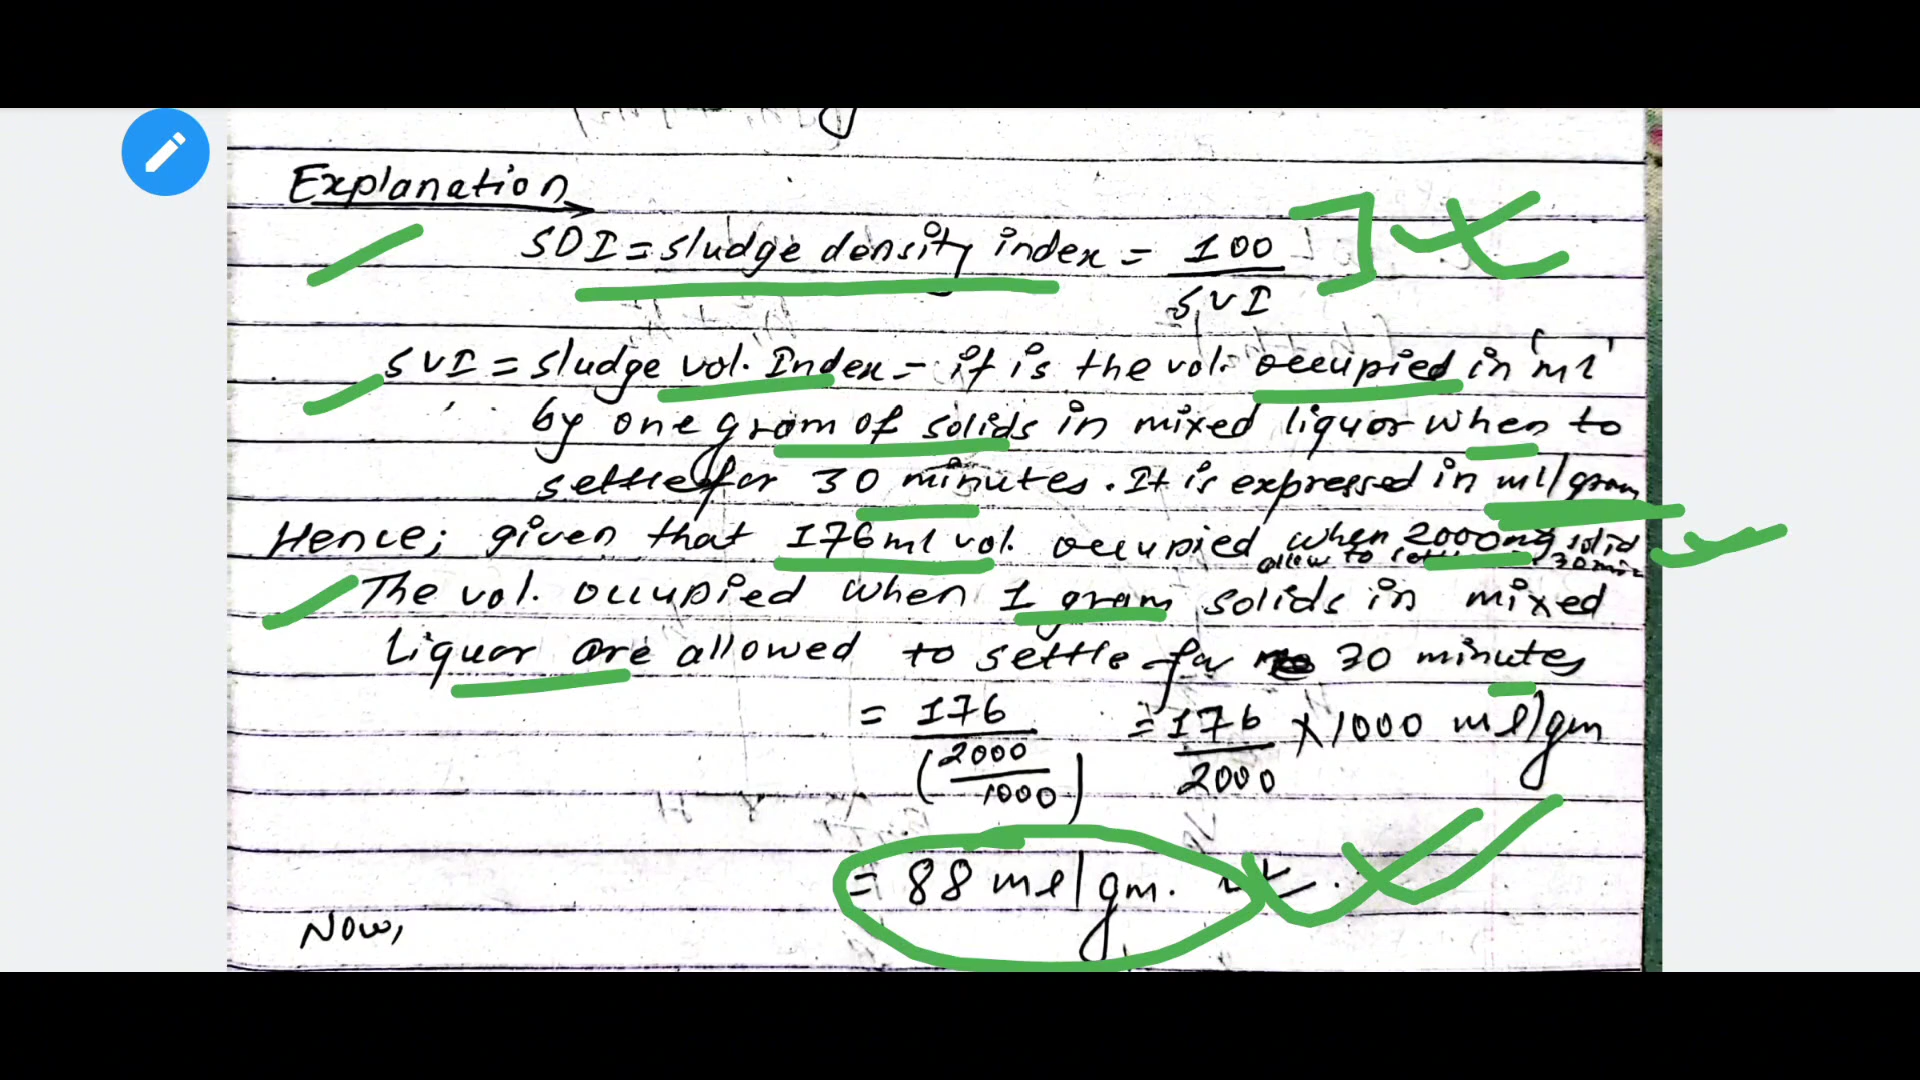 Explanation
SDI = sludge density index = 100
SVI
SVI = sludge vol. Index - it is the vol. occupied in 'ml'
by one gram of solids in mixed liquor when to
settle for 30 minutes. It is expressed in ml/gram
Hence; given that 176 ml vol. occupied when 2000mg solid
allow to 30 min
The vol. occupied when 1 gram solids in mixed
Liquor are allowed to settle for 30 minutes
= 176 = 176 × 1000 ml/gm
(2000 2000
1000)
= 88 ml/gm.
Now,